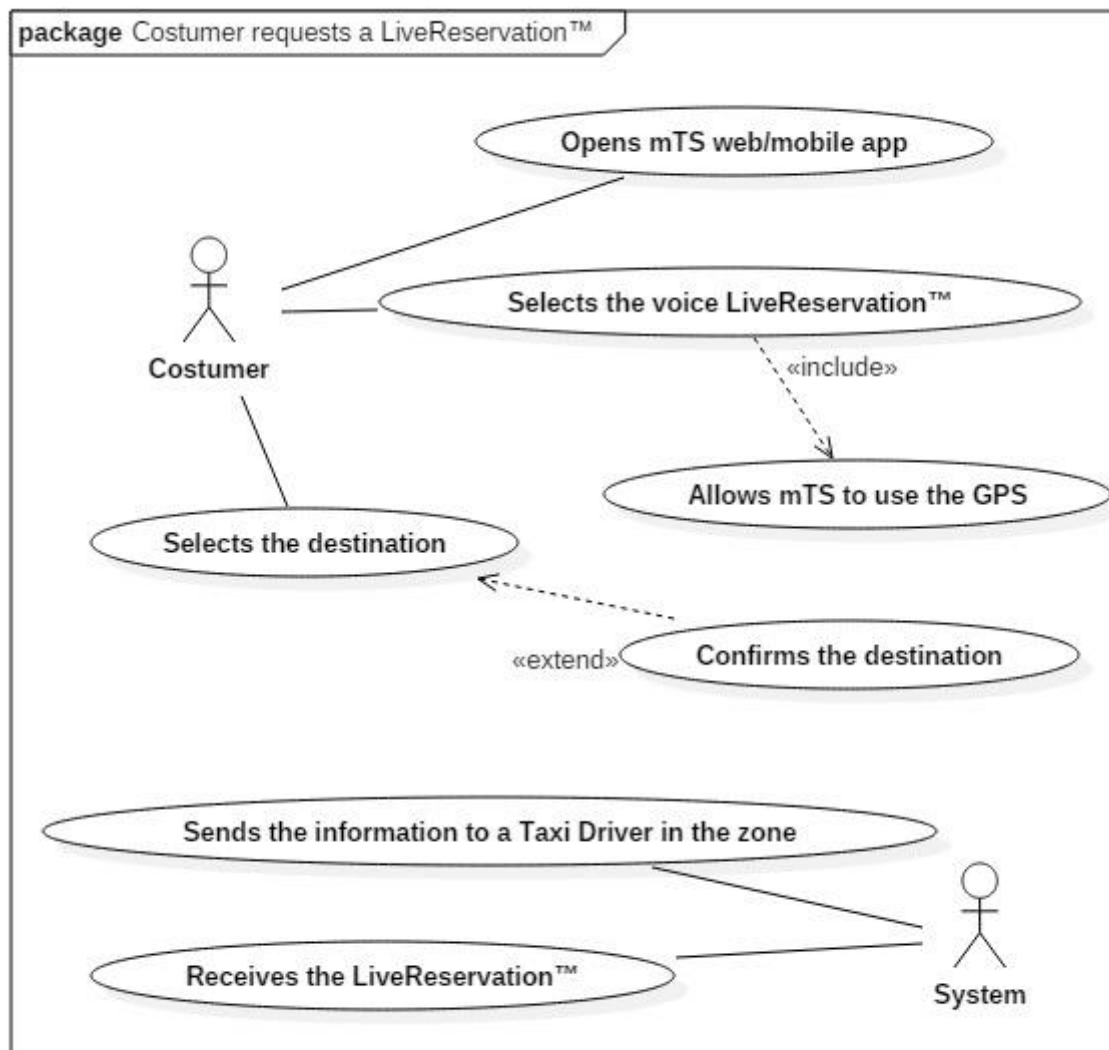 package Costumer requests a LiveReservation™
Opens mTS web/mobile app
Selects the voice LiveReservation™
Costumer
«include»
Allows mTS to use the GPS
Selects the destination
«extend»
Confirms the destination
Sends the information to a Taxi Driver in the zone
Receives the LiveReservation™
System